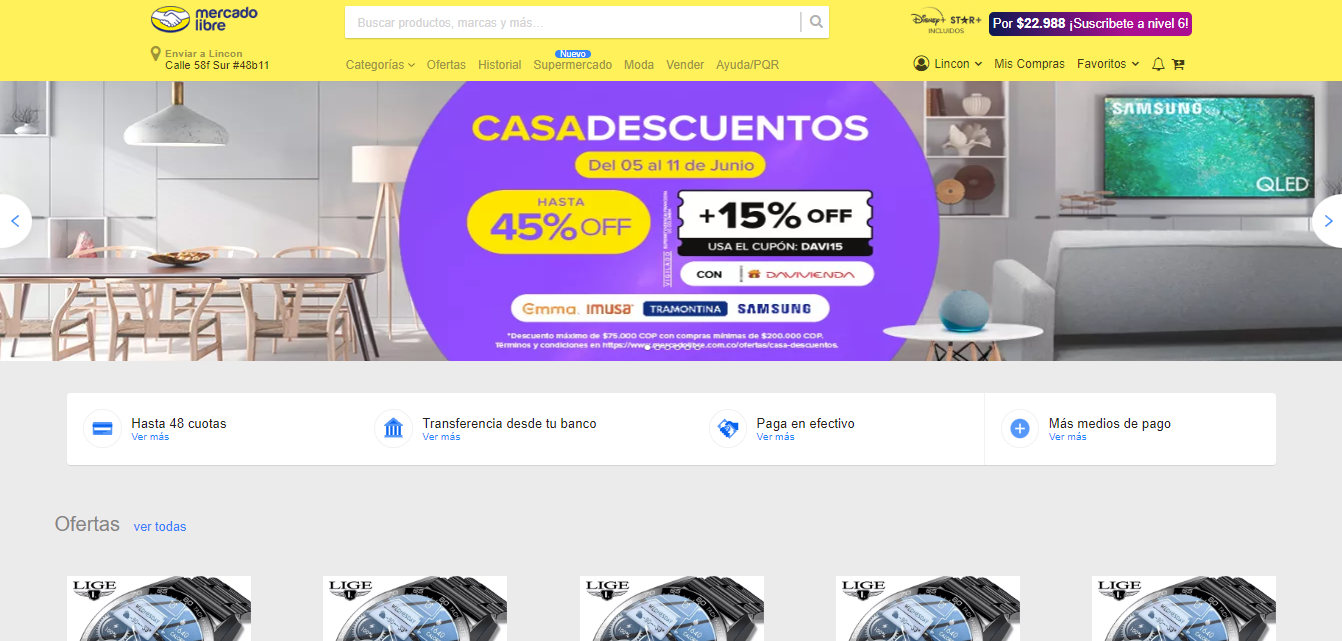 mercado
libre
Buscar productos, marcas y más...
Disney+ STAR+
INCLUIDOS
Por $22.988 ¡Suscribete a nivel 6!
Enviar a Lincon
Calle 58f Sur #48b11
Nuevo
Categorías Ofertas Historial Supermercado Moda Vender Ayuda/PQR
Lincon Mis Compras Favoritos
CASADESCUENTOS
Del 05 al 11 de Junio
HASTA
45% OFF
+15% OFF
USA EL CUPÓN: DAVI15
CON DAVIVIENDA
Emma. IMUSA TRAMONTINA SAMSUNG
*Descuento máximo de $75.000 COP con compras mínimas de $200.000 COP.
Términos y condiciones en https://www.mercadolibre.com.co/ofertas/casa-descuentos.
SAMSUNG
QLED
Hasta 48 cuotas
Ver más
Transferencia desde tu banco
Ver más
Paga en efectivo
Ver más
Más medios de pago
Ver más
Ofertas ver todas
LIGE
LIGE
LIGE
LIGE
LIGE